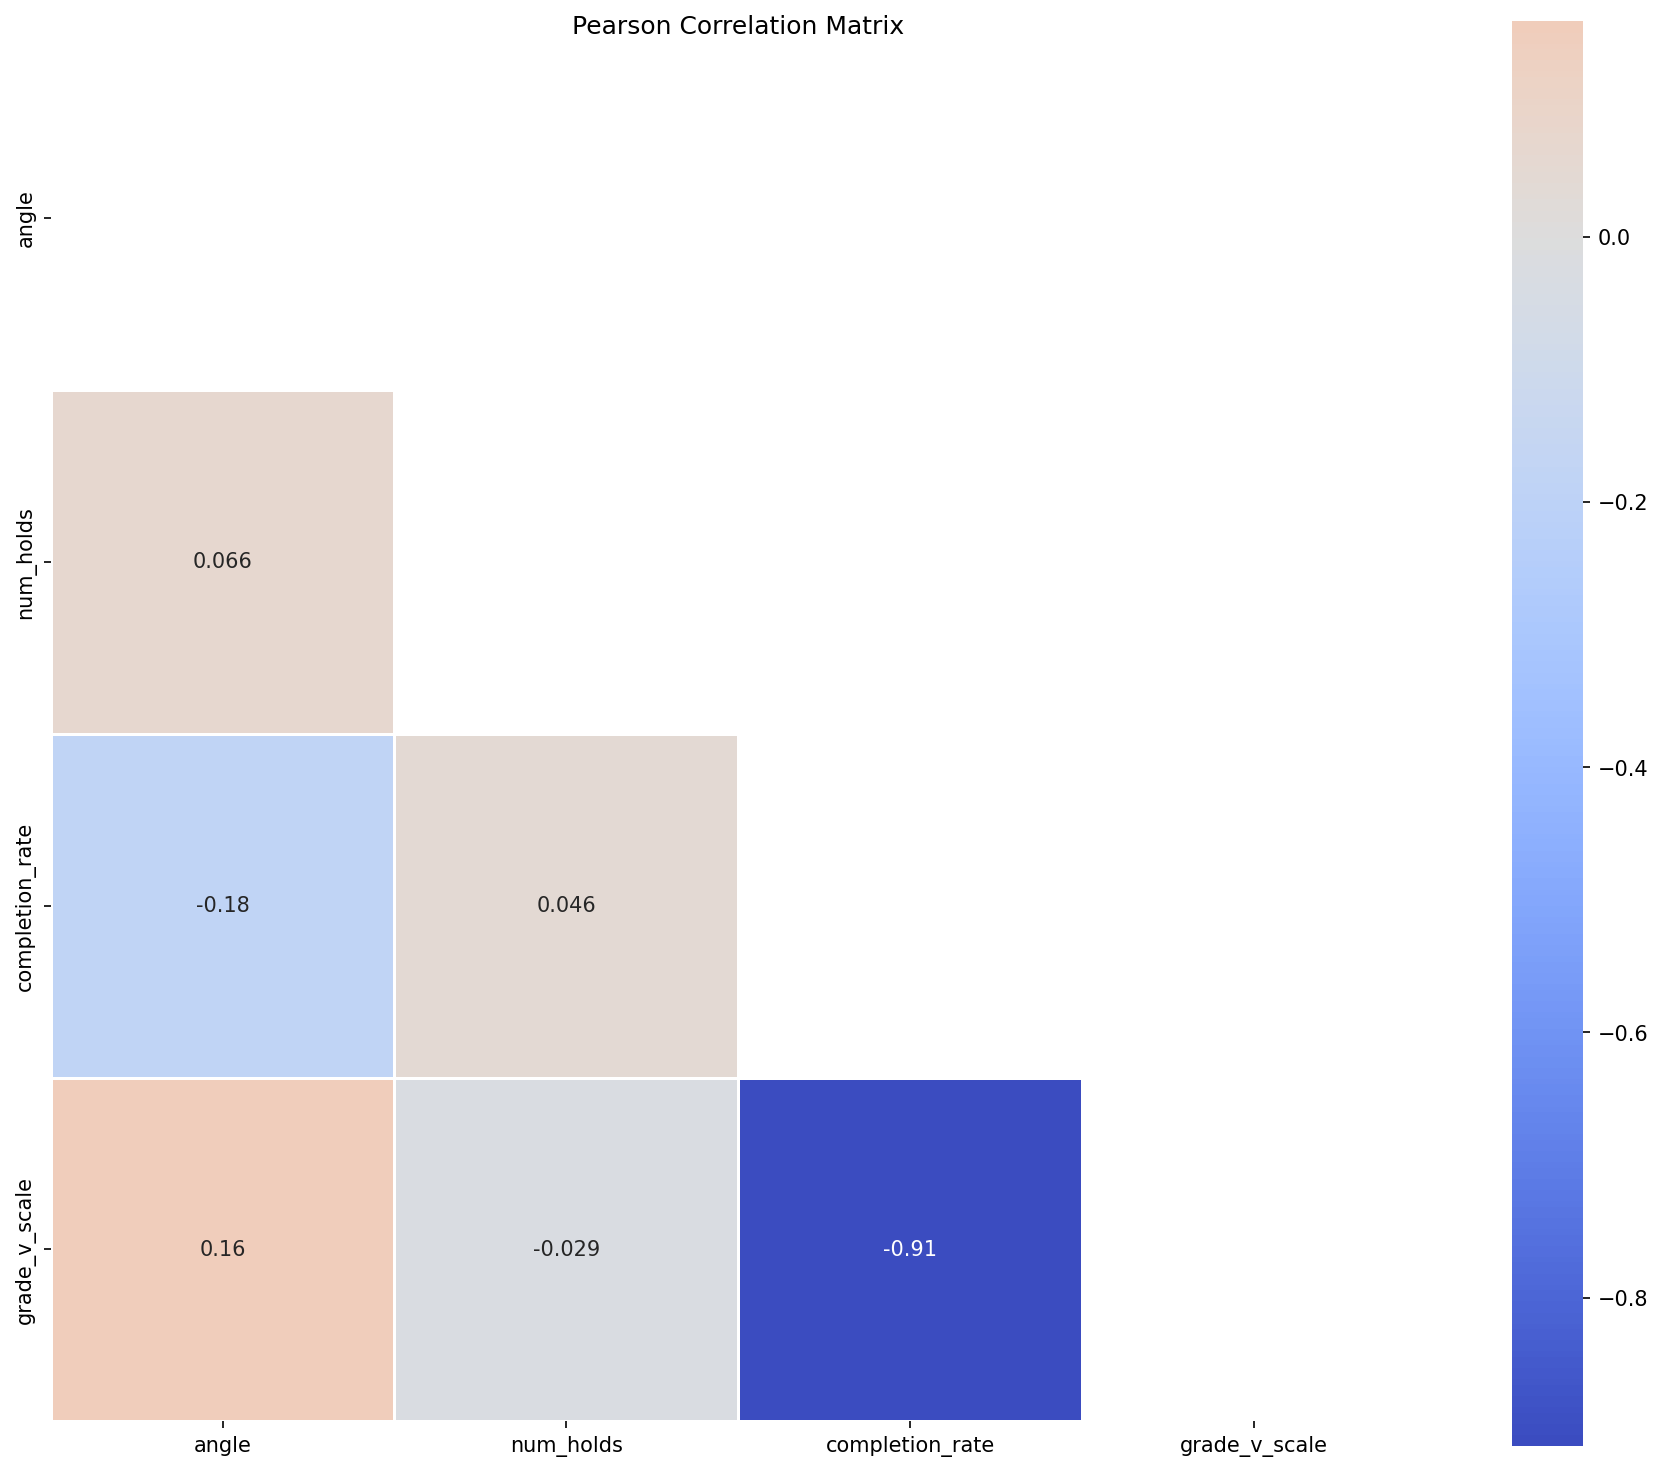 Pearson Correlation Matrix
angle
num_holds
completion_rate
grade_v_scale
0.066
-0.18
0.046
0.16
-0.029
-0.91
angle
num_holds
completion_rate
grade_v_scale
0.0
−0.2
−0.4
−0.6
−0.8